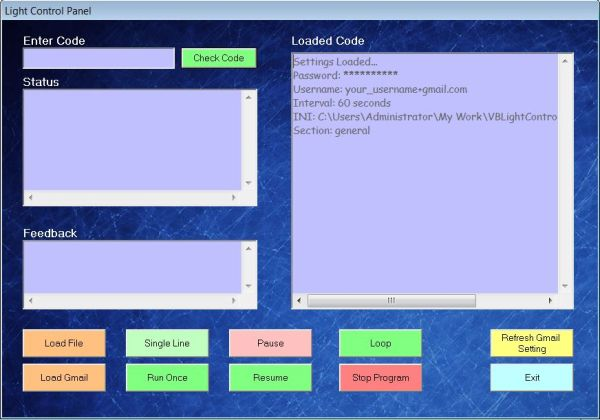 Light Control Panel
Enter Code
Check Code
Status
Feedback
Loaded Code
Settings Loaded...
Password: **********
Username: your_username+gmail.com
Interval: 60 seconds
INI: C:\Users\Administrator\My Work\VBLightContro
Section: general
Load File
Single Line
Pause
Loop
Refresh Gmail
Setting
Load Gmail
Run Once
Resume
Stop Program
Exit